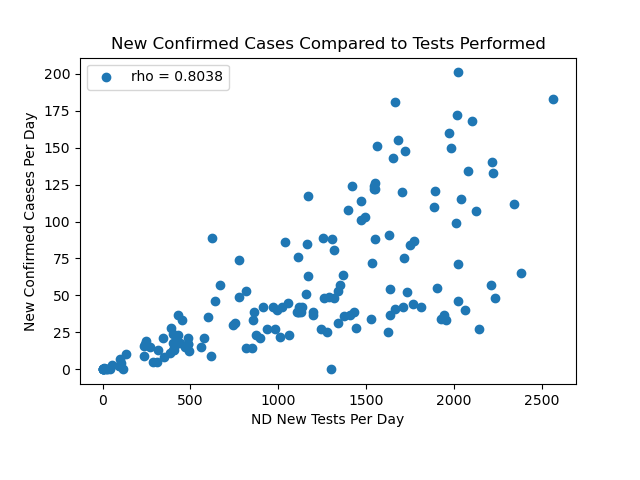 New Confirmed Cases Compared to Tests Performed
rho = 0.8038
New Confirmed Caeses Per Day
200
175
150
125
100
75
50
25
0
0 500 1000 1500 2000 2500
ND New Tests Per Day